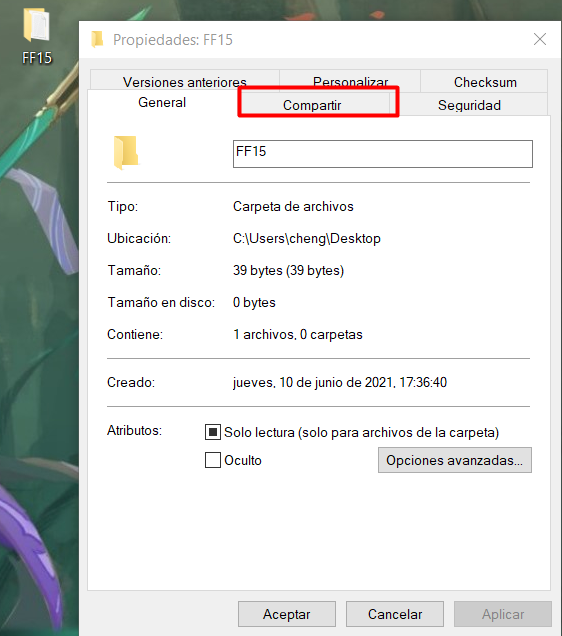 FF15
Propiedades: FF15
Versiones anteriores
Personalizar
Checksum
General
Compartir
Seguridad
FF15
Tipo: Carpeta de archivos
Ubicación: C:\Users\cheng\Desktop
Tamaño: 39 bytes (39 bytes)
Tamaño en disco: 0 bytes
Contiene: 1 archivos, 0 carpetas
Creado: jueves, 10 de junio de 2021, 17:36:40
Atributos: Solo lectura (solo para archivos de la carpeta)
Oculto
Opciones avanzadas...
Aceptar
Cancelar
Aplicar